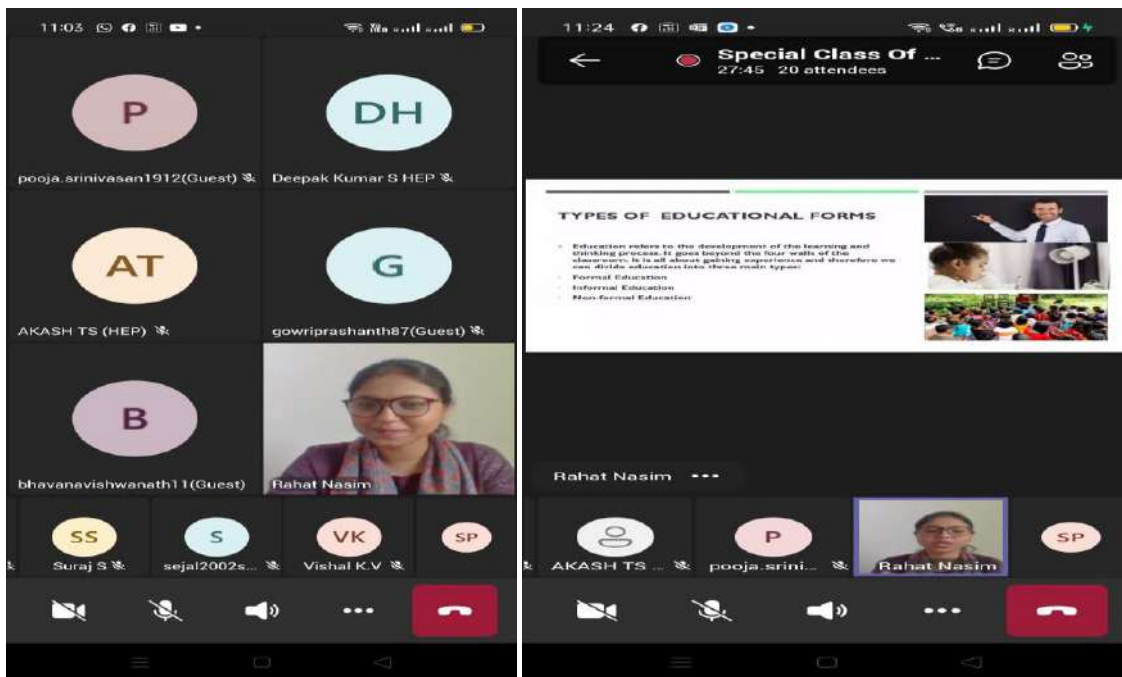 11:03
P
DH
pooja.srinivasan1912(Guest)
Deepak Kumar S HEP
AT
G
AKASH TS (HEP)
gowriprashanth87(Guest)
B
bhavanavishwanath11(Guest)
Rahat Nasim
SS
S
VK
SP
Suraj S
sejal2002s...
Vishal K.V
11:24
Special Class Of ...
27:45 20 attendees
TYPES OF EDUCATIONAL FORMS
Education refers to the development of the learning and
thinking process. It goes beyond the four walls of the
classroom. It is all about gaining experience and therefore we
can divide education into three main types:
Formal Education
Informal Education
Non-formal Education
Rahat Nasim
P
SP
AKASH TS ...
pooja.srini...
Rahat Nasim